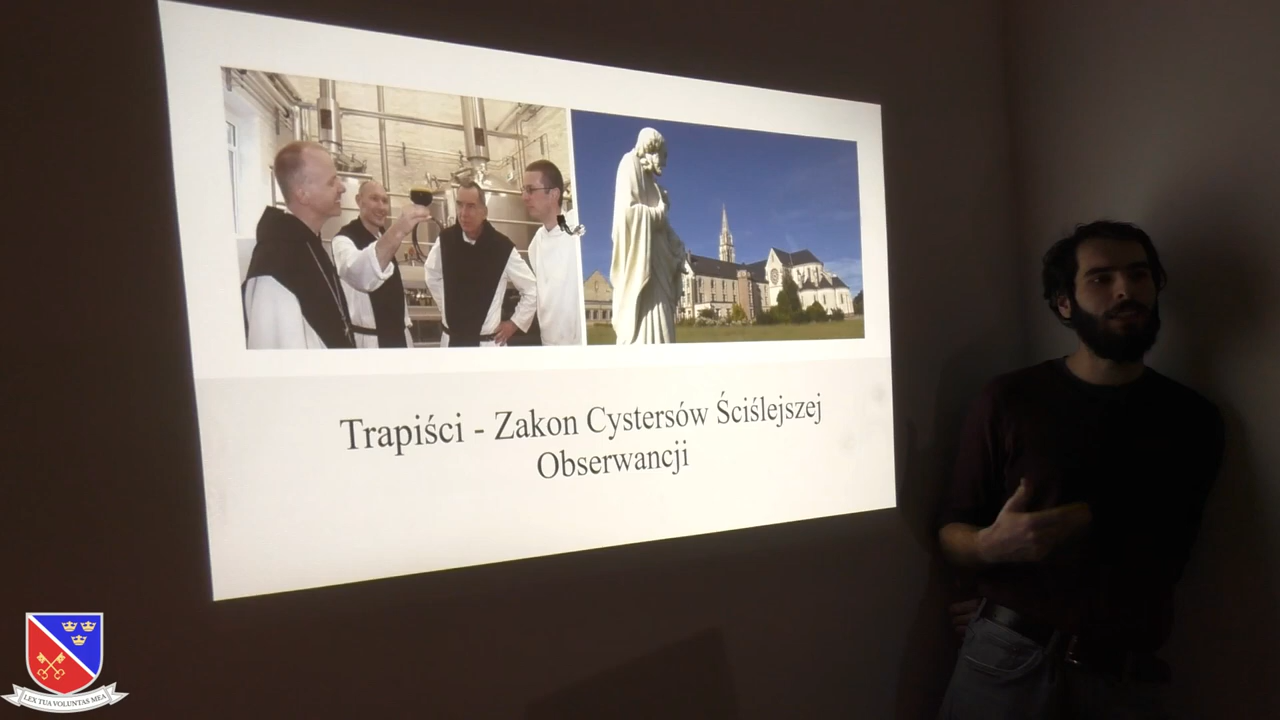 Trapiści - Zakon Cystersów Ściślejszej
Obserwancji
LEX TUA VOLUNTAS MEA